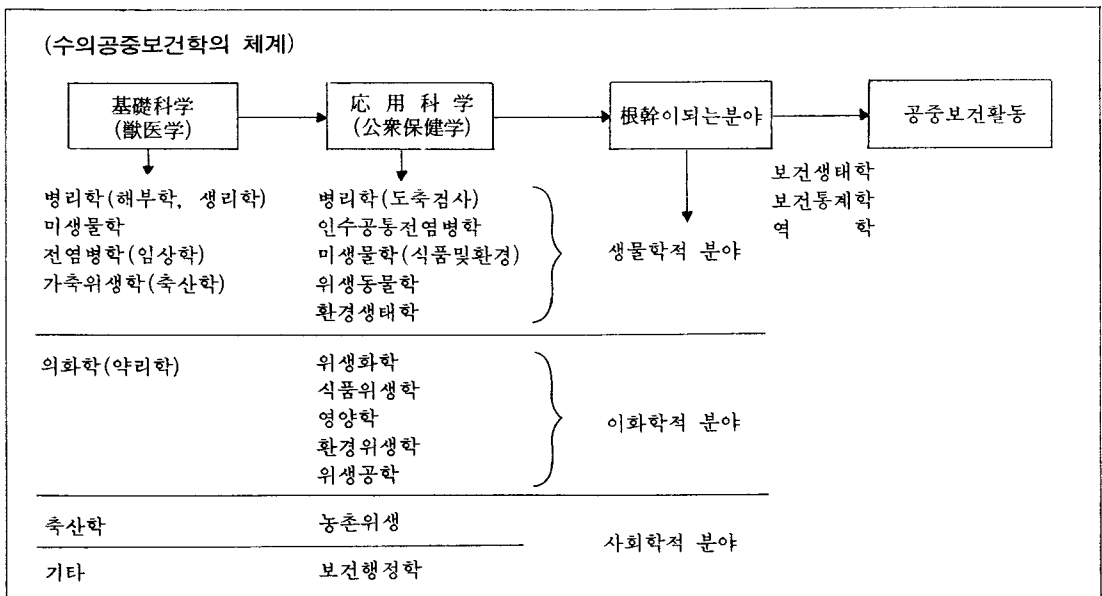 (수의공중보건학의 체계)
基礎科学
(獣医学)
応用科学
(公衆保健学)
根幹이되는분야
공중보건활동
병리학(해부학, 생리학)
미생물학
전염병학(임상학)
가축위생학(축산학)
병리학(도축검사)
인수공통전염병학
미생물학(식품및환경)
위생동물학
환경생태학
생물학적 분야
보건생태학
보건통계학
역 학
의화학(약리학)
위생화학
식품위생학
영양학
환경위생학
위생공학
이화학적 분야
축산학
농촌위생
사회학적 분야
기타
보건행정학